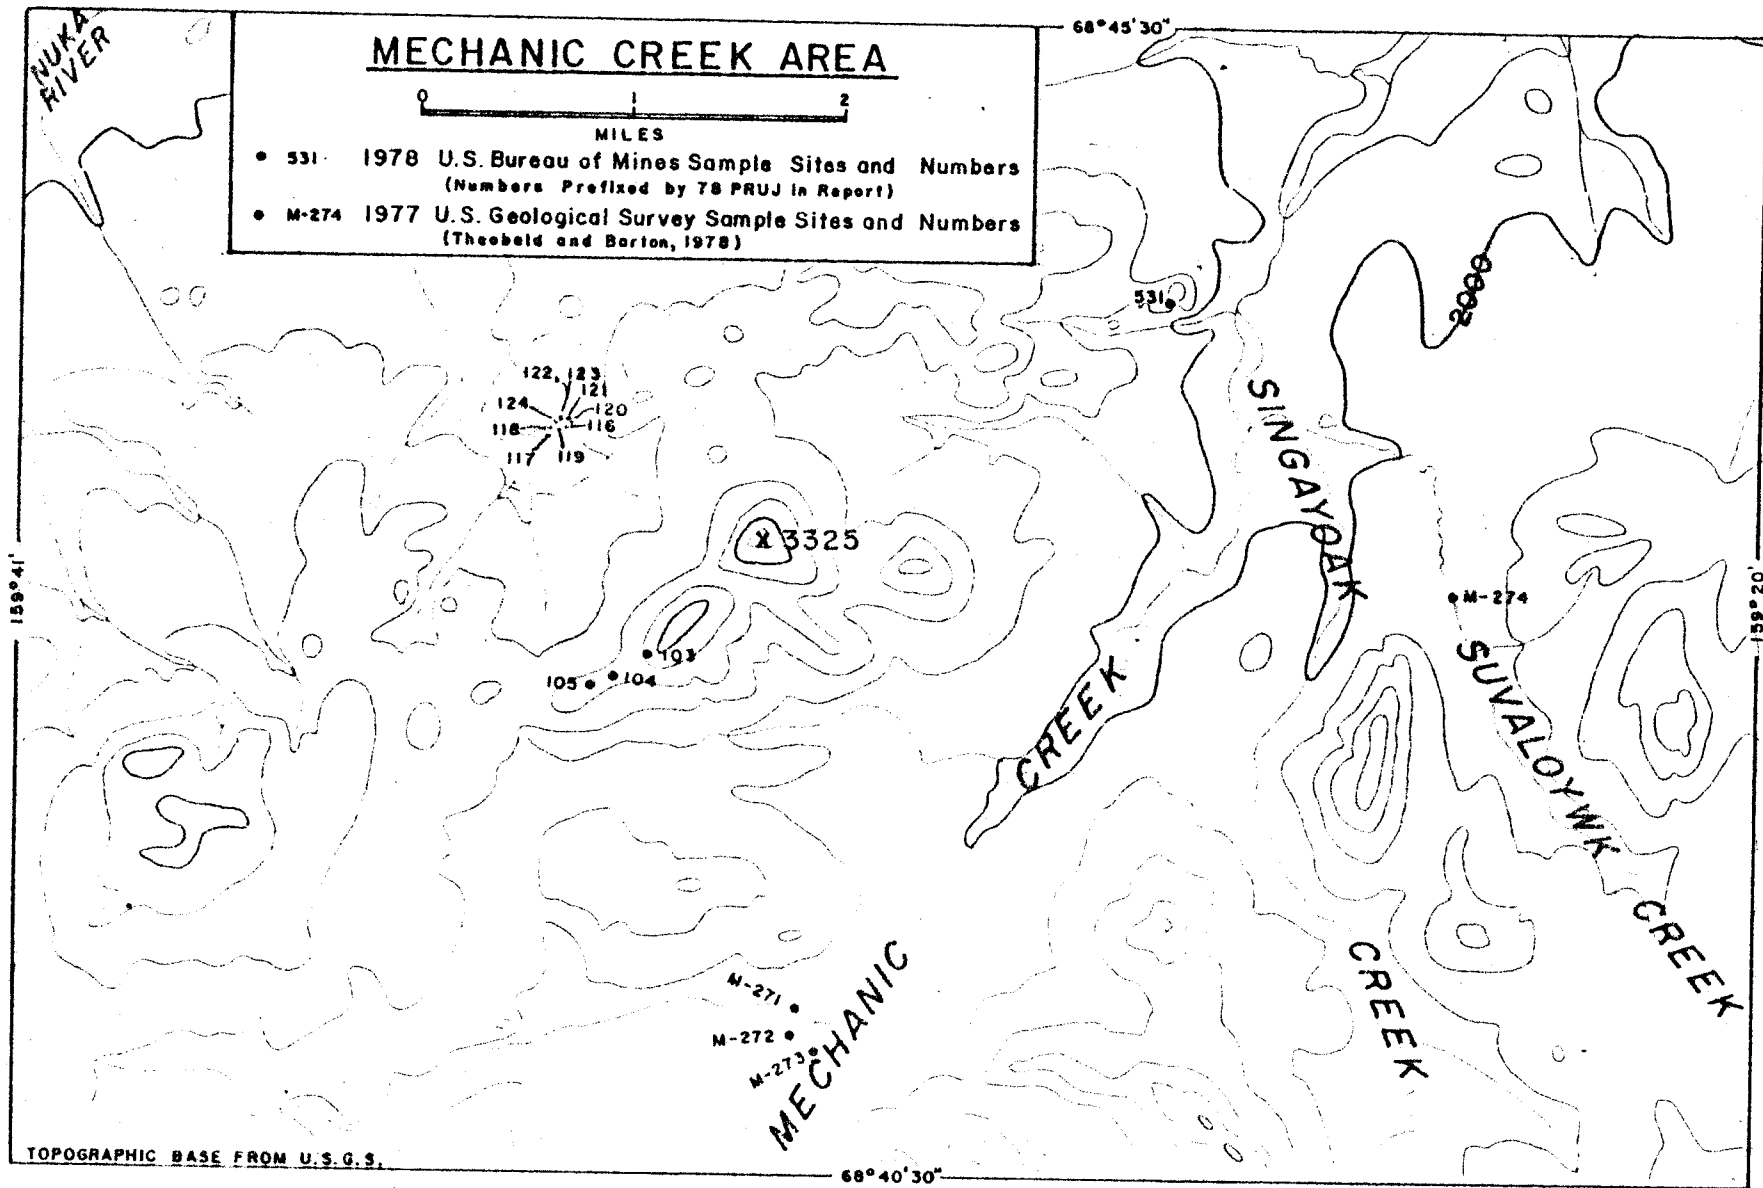 68°45'30"
NUKA
RIVER
MECHANIC CREEK AREA
0 1 2
MILES
531 1978 U.S. Bureau of Mines Sample Sites and Numbers
(Numbers Prefixed by 78 PRUJ in Report)
M-274 1977 U.S. Geological Survey Sample Sites and Numbers
(Theobald and Barton, 1978)
2000
531
122, 123
121
124
120
118
116
117 119
SINGAYOAK
X 3325
159°41'
159°20'
M-274
103
104
105
SUVALOYWK
CREEK
CREEK
CREEK
M-271
M-272
M-273
MECHANIC
TOPOGRAPHIC BASE FROM U.S.G.S.
68°40'30"